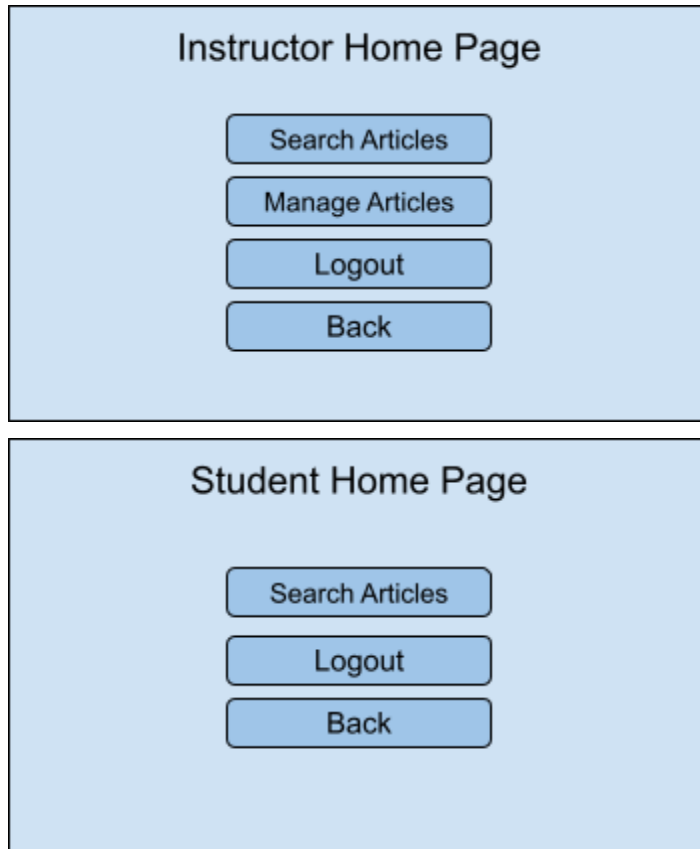 Instructor Home Page
Search Articles
Manage Articles
Logout
Back
Student Home Page
Search Articles
Logout
Back